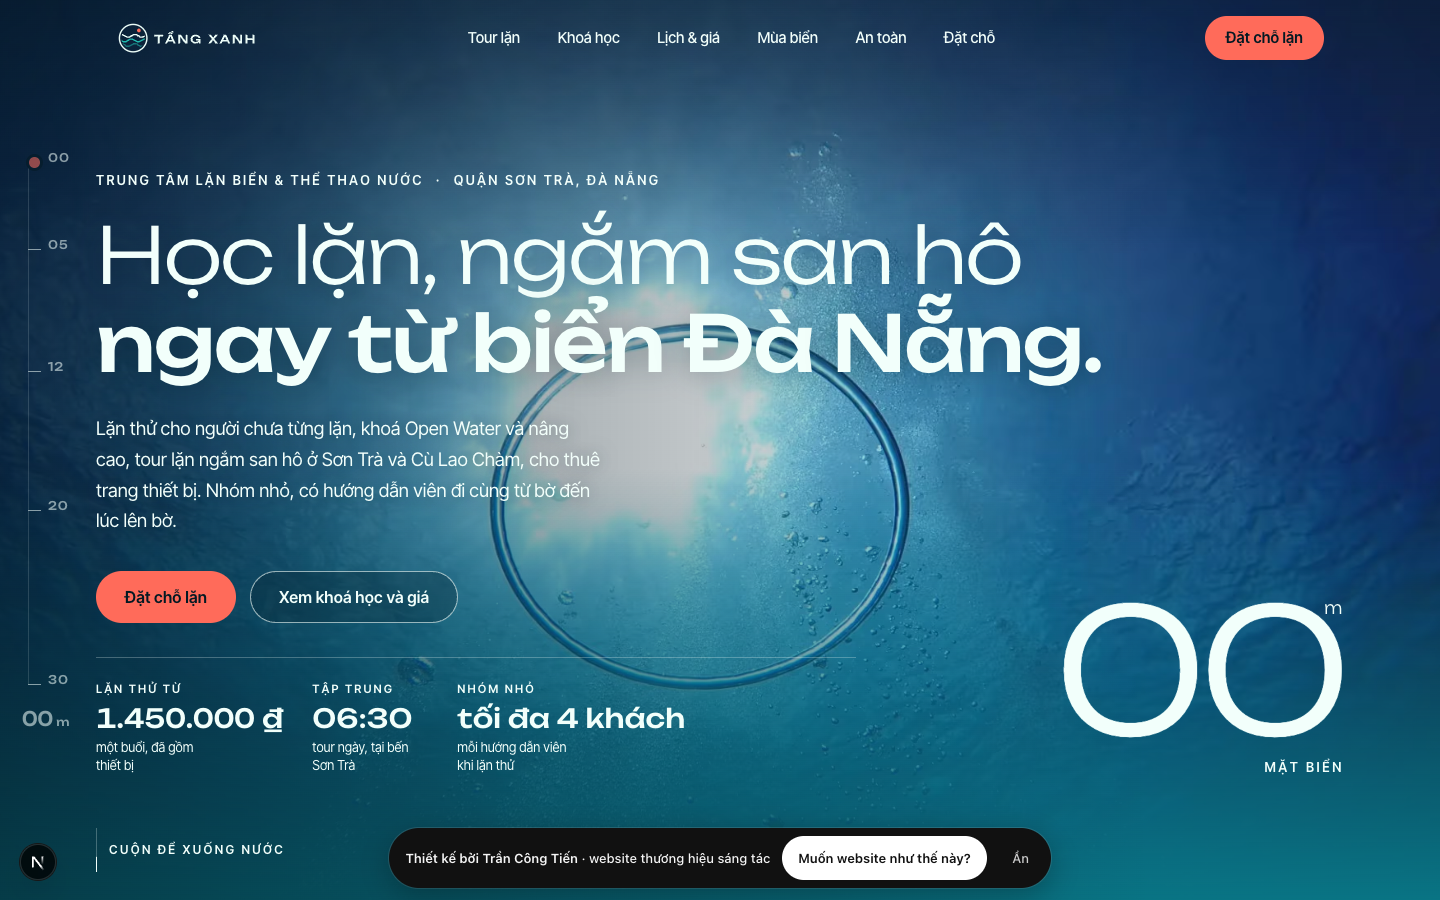 TẦNG XANH
Tour lặn
Khoá học
Lịch & giá
Mùa biển
An toàn
Đặt chỗ
Đặt chỗ lặn
00
05
12
20
30
00 m
TRUNG TÂM LẶN BIỂN & THỂ THAO NƯỚC · QUẬN SƠN TRÀ, ĐÀ NẴNG
Học lặn, ngắm san hô
ngay từ biển Đà Nẵng.
Lặn thử cho người chưa từng lặn, khoá Open Water và nâng
cao, tour lặn ngắm san hô ở Sơn Trà và Cù Lao Chàm, cho thuê
trang thiết bị. Nhóm nhỏ, có hướng dẫn viên đi cùng từ bờ đến
lúc lên bờ.
Đặt chỗ lặn
Xem khoá học và giá
LẶN THỬ TỪ
1.450.000 ₫
một buổi, đã gồm
thiết bị
TẬP TRUNG
06:30
tour ngày, tại bến
Sơn Trà
NHÓM NHỎ
tối đa 4 khách
mỗi hướng dẫn viên
khi lặn thử
00 m
MẶT BIỂN
CUỘN ĐỂ XUỐNG NƯỚC
N
Thiết kế bởi Trần Công Tiến · website thương hiệu sáng tác
Muốn website như thế này?
Ẩn